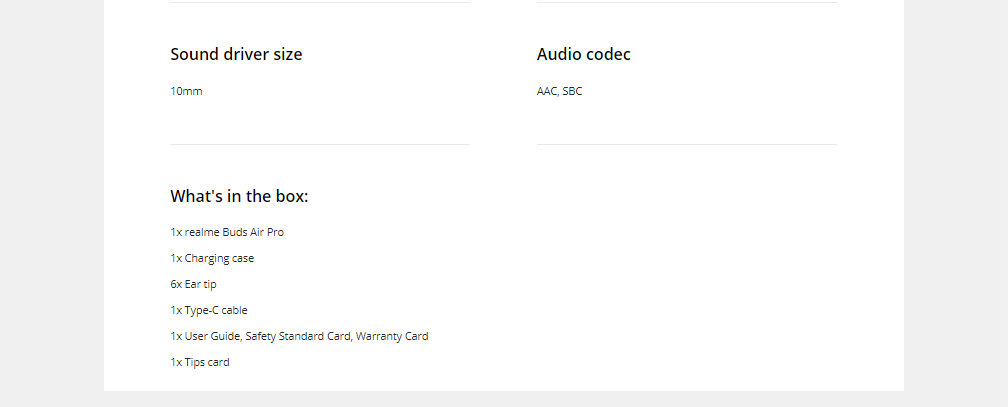 Sound driver size
10mm
Audio codec
AAC, SBC
What's in the box:
1x realme Buds Air Pro
1x Charging case
6x Ear tip
1x Type-C cable
1x User Guide, Safety Standard Card, Warranty Card
1x Tips card